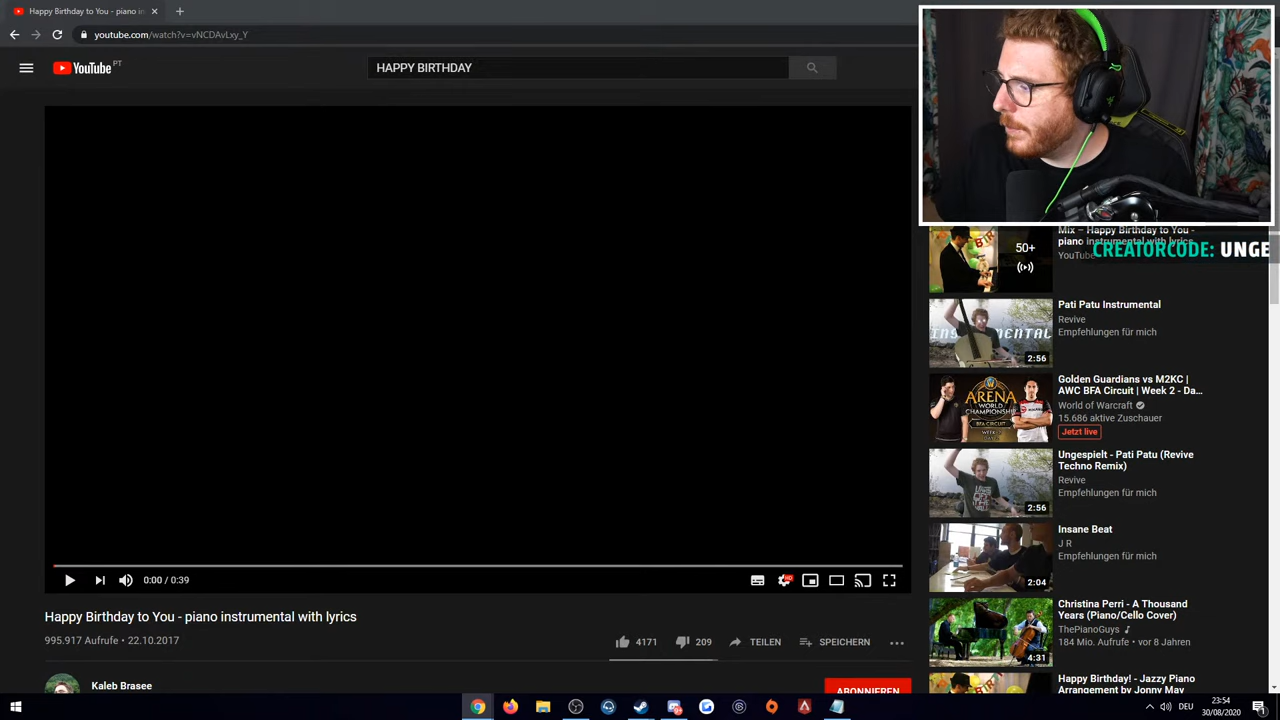 Happy Birthday to You - piano in
youtube.com/watch?v=vNCDAvLxy_Y
YouTube PT
HAPPY BIRTHDAY
Mix – Happy Birthday to You -
piano instrumental with lyrics
YouTube
50+
CREATORCODE: UNGE
Pati Patu Instrumental
Revive
Empfehlungen für mich
2:56
Golden Guardians vs M2KC |
AWC BFA Circuit | Week 2 - Da...
World of Warcraft
15.686 aktive Zuschauer
Jetzt live
ARENA
WORLD
CHAMPIONSHIP
BFA CIRCUIT
Ungespielt - Pati Patu (Revive
Techno Remix)
Revive
Empfehlungen für mich
2:56
Insane Beat
J R
Empfehlungen für mich
2:04
Christina Perri - A Thousand
Years (Piano/Cello Cover)
ThePianoGuys
184 Mio. Aufrufe • vor 8 Jahren
4:31
Happy Birthday! - Jazzy Piano
Arrangement by Jonny May
0:00 / 0:39
Happy Birthday to You - piano instrumental with lyrics
995.917 Aufrufe • 22.10.2017
4171
209
TEILEN
SPEICHERN
Kaleb Brasee
ABONNIEREN
DEU
23:54
30/08/2020